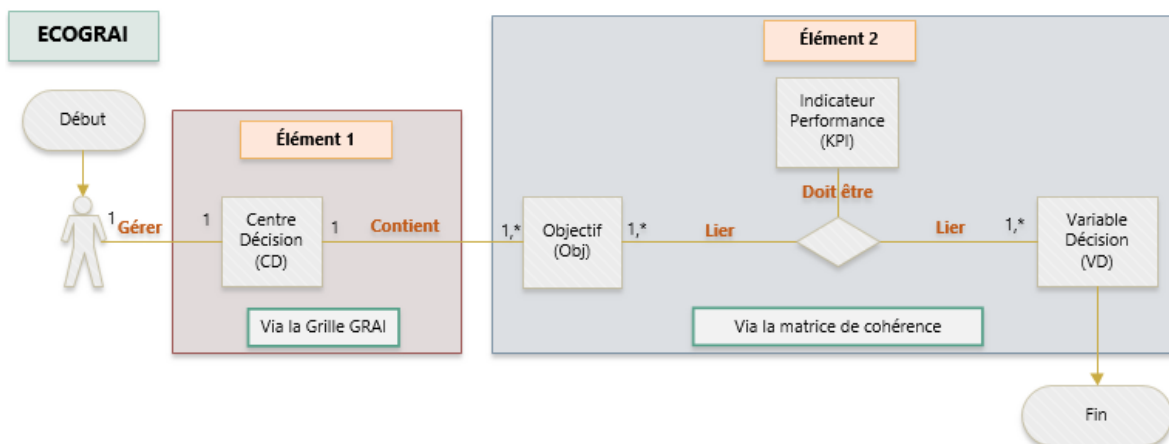 ECOGRAI
Début
Élément 1
Élément 2
Indicateur
Performance
(KPI)
Doit être
1
Gérer
1
Centre
Décision
(CD)
1
Contient
1,*
Objectif
(Obj)
1,*
Lier
Lier
1,*
Variable
Décision
(VD)
Via la Grille GRAI
Via la matrice de cohérence
Fin